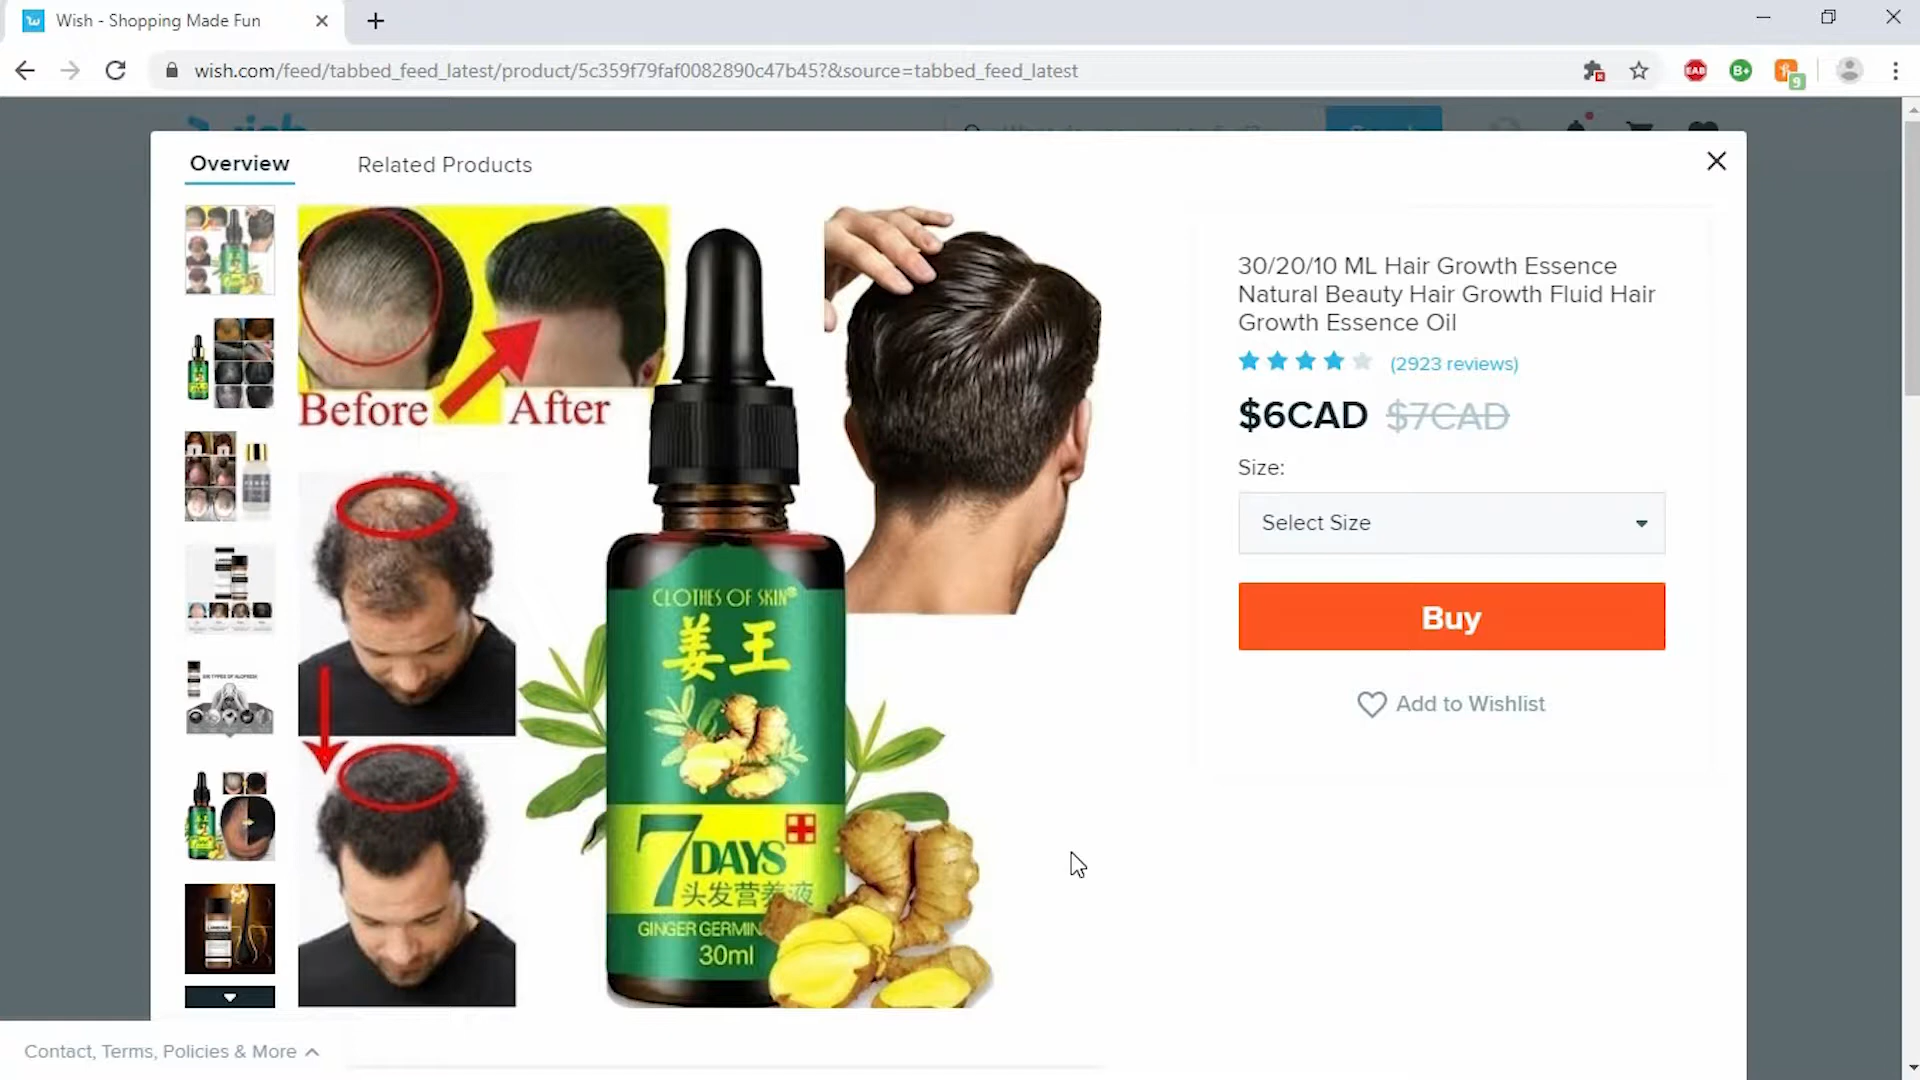 Wish - Shopping Made Fun
wish.com/feed/tabbed_feed_latest/product/5c359f79faf0082890c47b45?&source=tabbed_feed_latest
EAB
B+
9
Overview
Related Products
Before
After
CLOTHES OF SKIN®
姜王
7 DAYS
头发营养液
GINGER GERMIN
30ml
30/20/10 ML Hair Growth Essence
Natural Beauty Hair Growth Fluid Hair
Growth Essence Oil
(2923 reviews)
$6CAD $7CAD
Size:
Select Size
Buy
Add to Wishlist
Contact, Terms, Policies & More